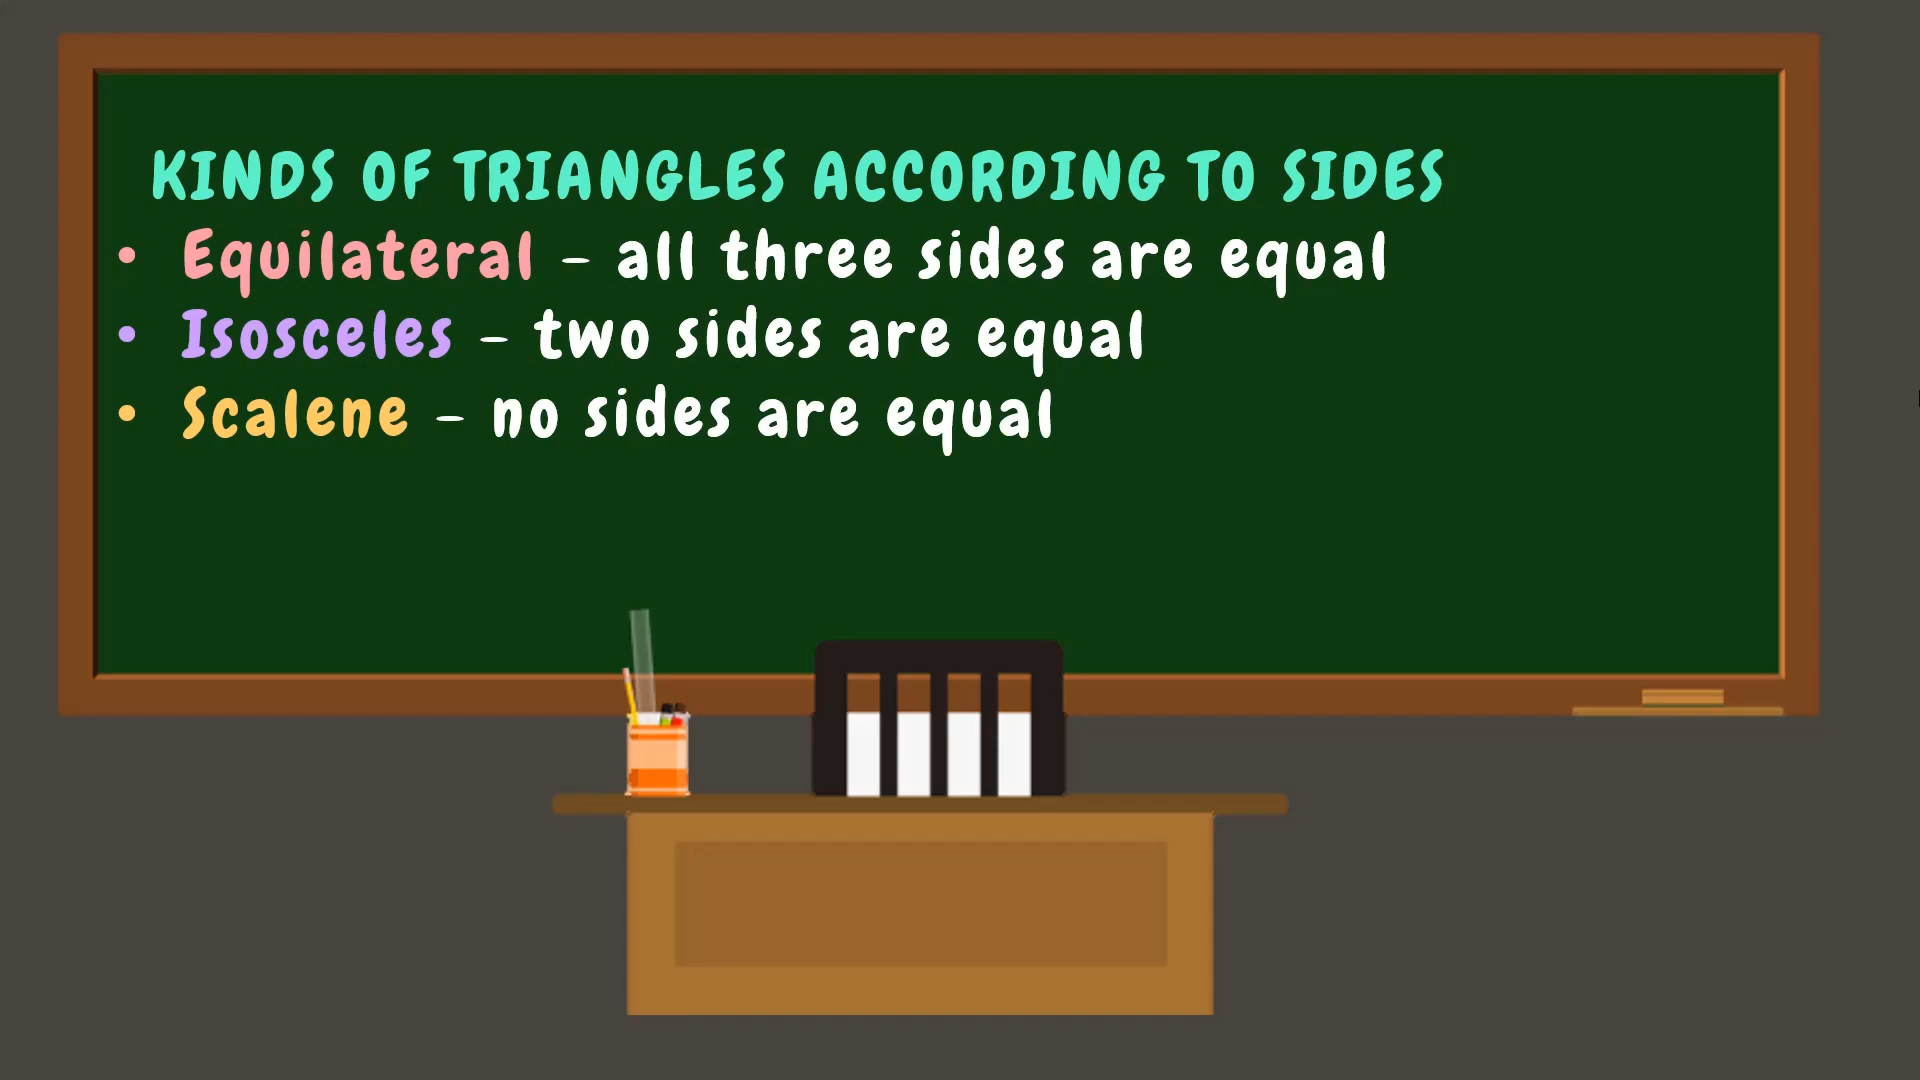 KINDS OF TRIANGLES ACCORDING TO SIDES
• Equilateral - all three sides are equal
• Isosceles - two sides are equal
• Scalene - no sides are equal